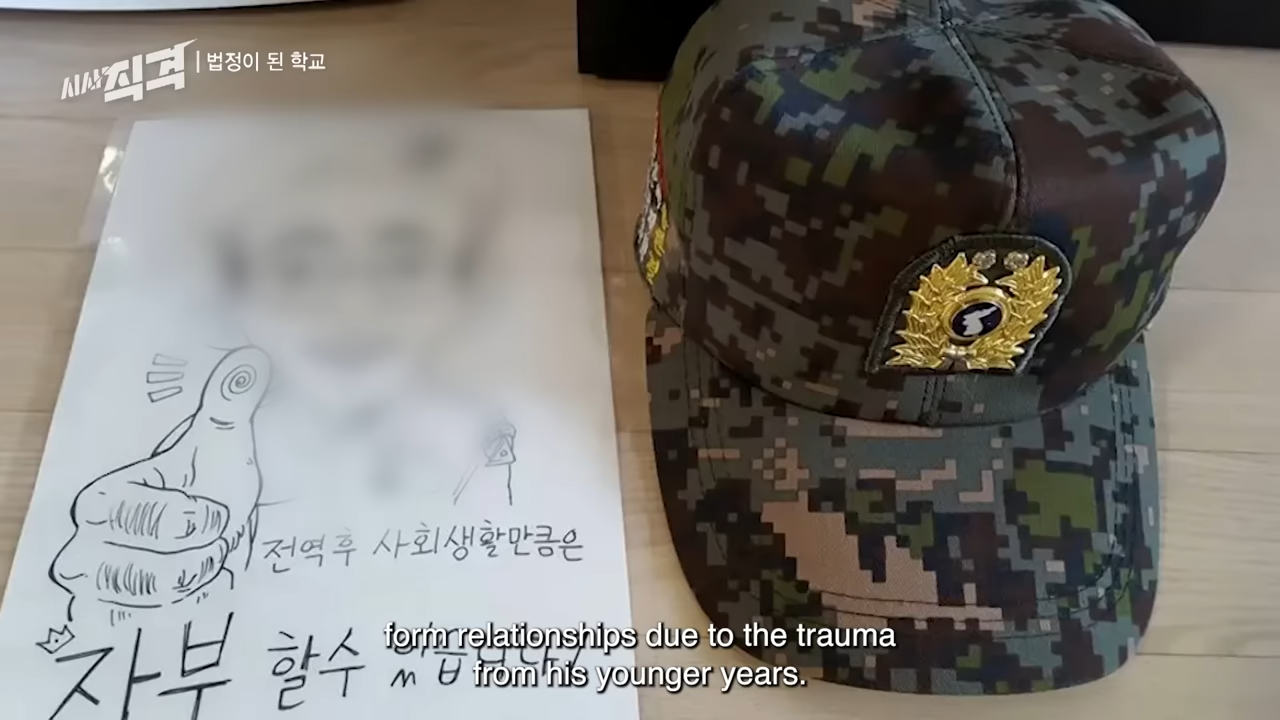 시사직격 | 법정이 된 학교
전역후 사회생활만큼은
자부 할수
form relationships due to the trauma
from his younger years.